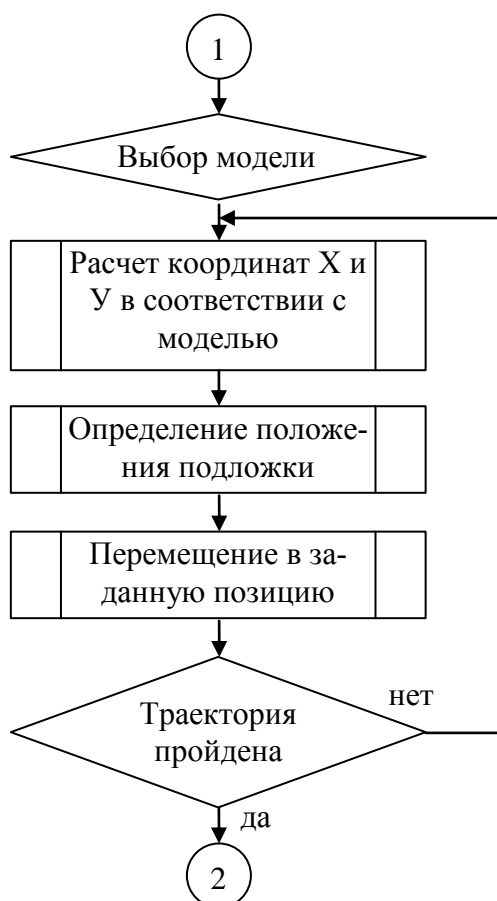 1
Выбор модели
Расчет координат X и
У в соответствии с
моделью
Определение положе-
ния подложки
Перемещение в за-
данную позицию
Траектория
пройдена
нет
да
2